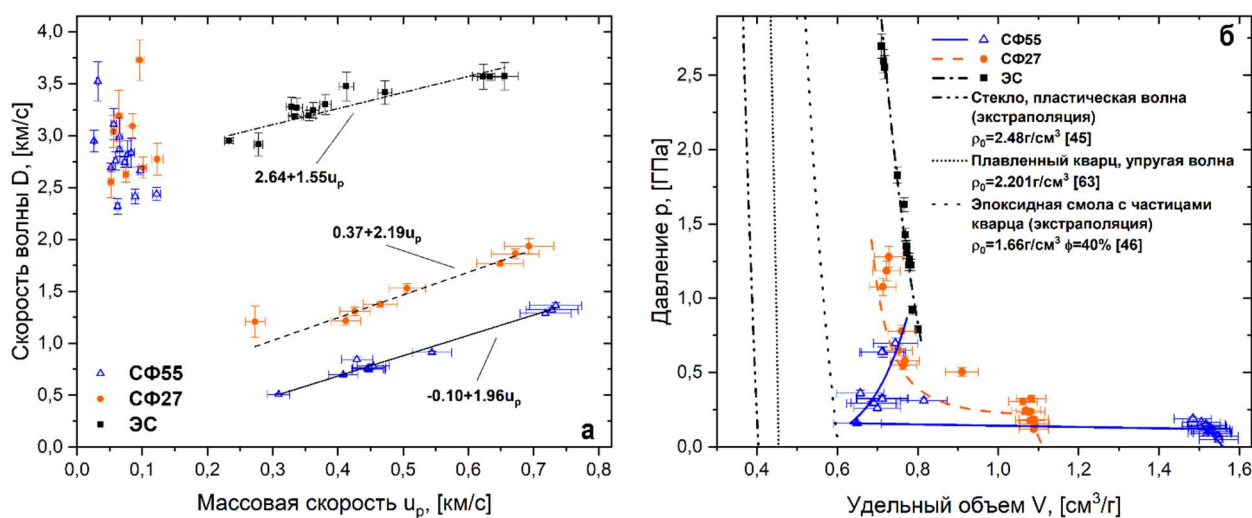 Скорость волны D, [км/с]
4,0
3,5
3,0
2,5
2,0
1,5
1,0
0,5
0,0
2.64+1.55uₚ
0.37+2.19uₚ
-0.10+1.96uₚ
СФ55
СФ27
ЭС
а
0,0 0,1 0,2 0,3 0,4 0,5 0,6 0,7 0,8
Массовая скорость uₚ, [км/с]
Давление p, [ГПа]
2,5
2,0
1,5
1,0
0,5
0,0
б
СФ55
СФ27
ЭС
Стекло, пластическая волна
(экстраполяция)
ρ₀=2.48г/см³ [45]
Плавленный кварц, упругая волна
ρ₀=2.201г/см³ [63]
Эпоксидная смола с частицами
кварца (экстраполяция)
ρ₀=1.66г/см³ ϕ=40% [46]
0,4 0,6 0,8 1,0 1,2 1,4 1,6
Удельный объем V, [см³/г]